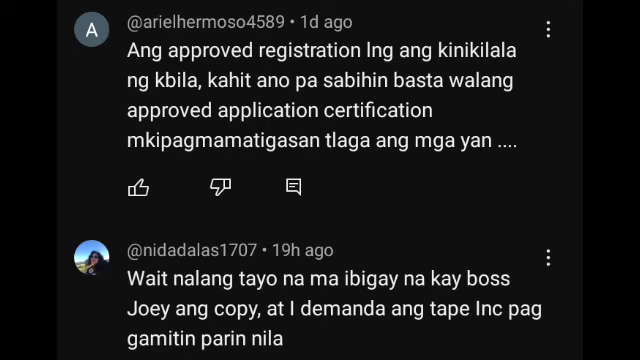 @arielhermoso4589 • 1d ago
Ang approved registration lng ang kinikilala
ng kbila, kahit ano pa sabihin basta walang
approved application certification
mkipagmamatigasan tlaga ang mga yan ....
@nidadalas1707 • 19h ago
Wait nalang tayo na ma ibigay na kay boss
Joey ang copy, at I demanda ang tape Inc pag
gamitin parin nila
A